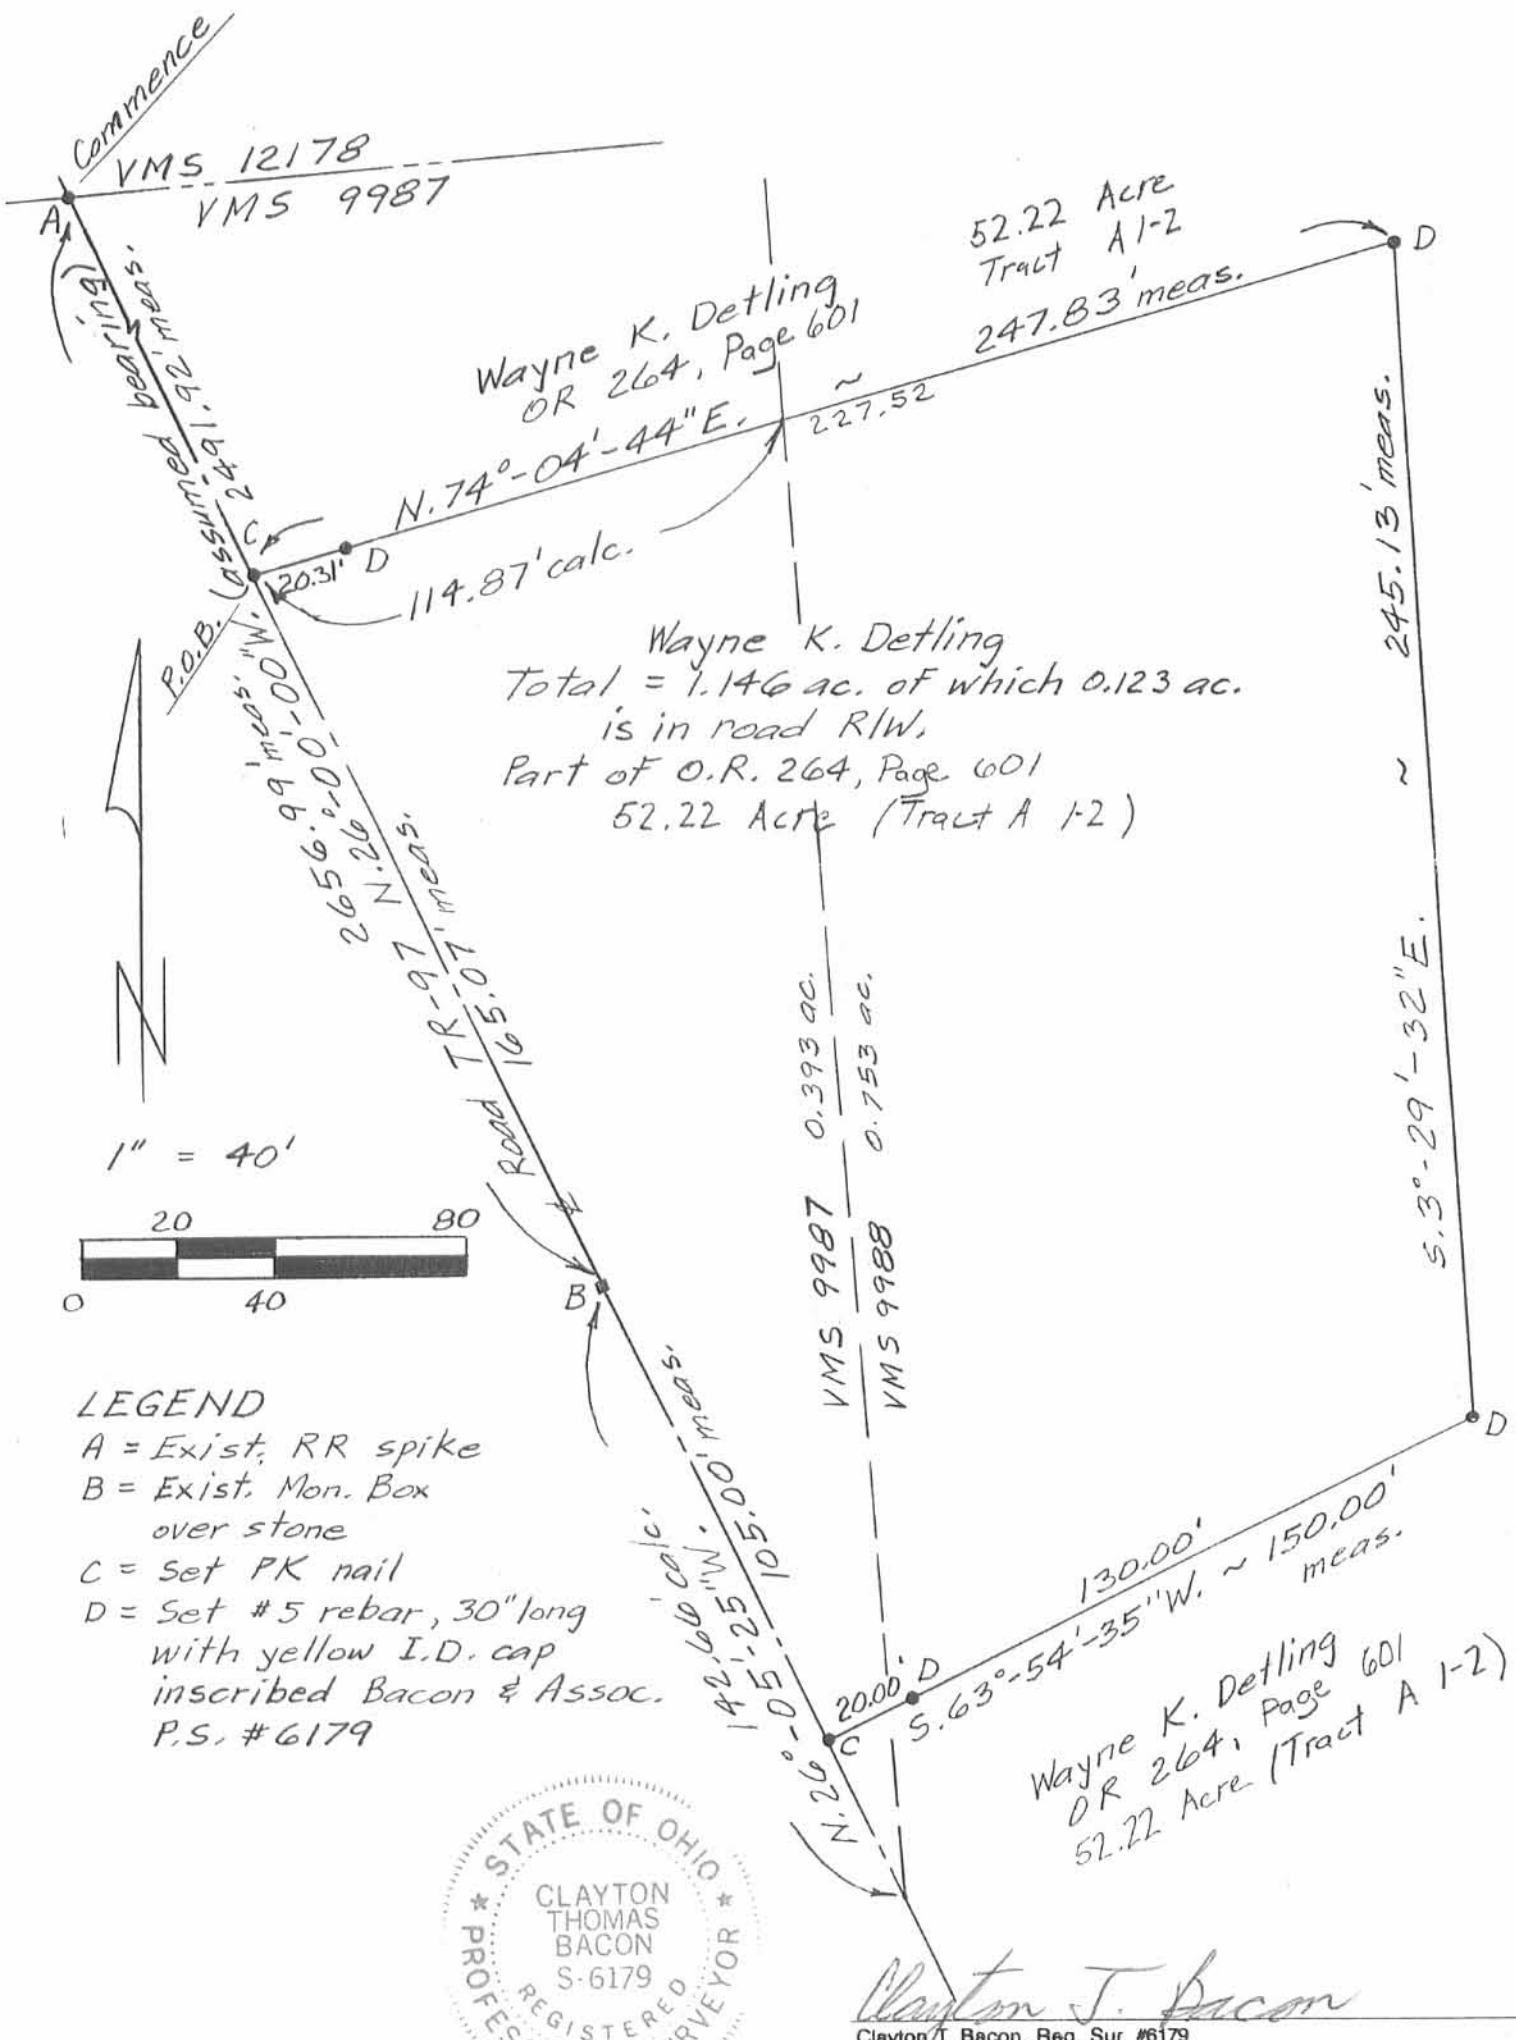 Commence
VMS 12178
VMS 9987
A
(assumed bearing)
2491.92' meas.
52.22 Acre
Tract A 1-2
D
Wayne K. Detling
OR 264, Page 601
247.83' meas.
N.74°-04'-44"E. ~
227.52
C
20.31'
D
114.87' calc.
P.O.B.
Wayne K. Detling
Total = 1.146 ac. of which 0.123 ac.
is in road R/W.
Part of O.R. 264, Page 601
52.22 Acre (Tract A 1-2)
2656.99' meas.
N.26°-00'-00"W.
Road TR-97
165.07' meas.
S.3°-29'-32"E. ~ 245.13' meas.
N
1" = 40'
20 80
0 40
B
VMS 9987 0.393 ac.
VMS 9988 0.753 ac.
LEGEND
A = Exist. RR spike
B = Exist. Mon. Box
over stone
C = Set PK nail
D = Set #5 rebar, 30" long
with yellow I.D. cap
inscribed Bacon & Assoc.
P.S. #6179
142.66' calc.
N.26°-05'-25"W.
105.00' meas.
D
130.00'
S.63°-54'-35"W. ~ 150.00'
meas.
20.00'
D
C
Wayne K. Detling
OR 264, Page 601
52.22 Acre (Tract A 1-2)
STATE OF OHIO
CLAYTON
THOMAS
BACON
S-6179
REGISTERED
Clayton T. Bacon
Clayton T. Bacon, Reg. Sur. #6179